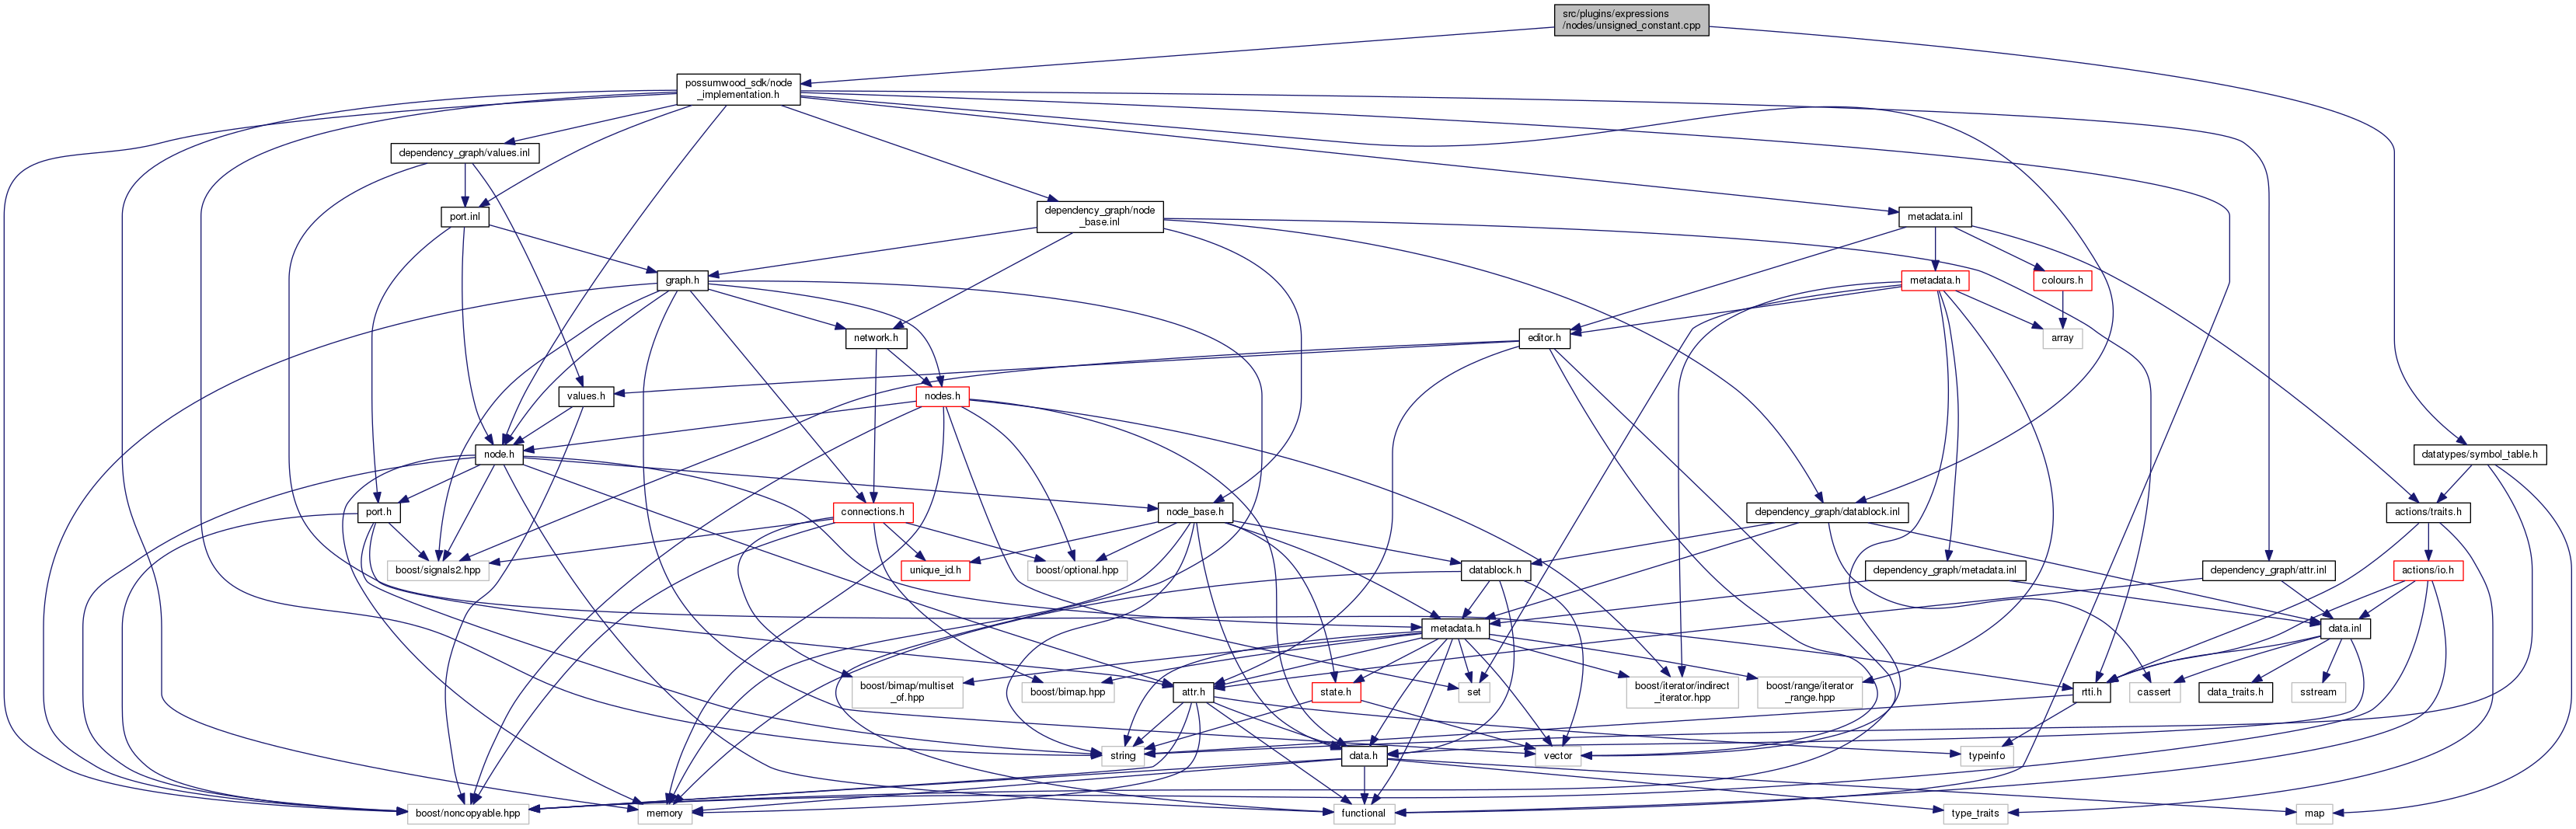 src/plugins/expressions
/nodes/unsigned_constant.cpp
possumwood_sdk/node
_implementation.h
dependency_graph/values.inl
port.inl
dependency_graph/node
_base.inl
metadata.inl
graph.h
metadata.h
colours.h
network.h
editor.h
array
values.h
nodes.h
node.h
datatypes/symbol_table.h
port.h
connections.h
node_base.h
dependency_graph/datablock.inl
actions/traits.h
boost/signals2.hpp
unique_id.h
boost/optional.hpp
datablock.h
dependency_graph/metadata.inl
dependency_graph/attr.inl
actions/io.h
metadata.h
data.inl
boost/bimap/multiset
_of.hpp
boost/bimap.hpp
attr.h
state.h
set
boost/iterator/indirect
_iterator.hpp
boost/range/iterator
_range.hpp
rtti.h
cassert
data_traits.h
sstream
string
data.h
vector
typeinfo
boost/noncopyable.hpp
memory
functional
type_traits
map